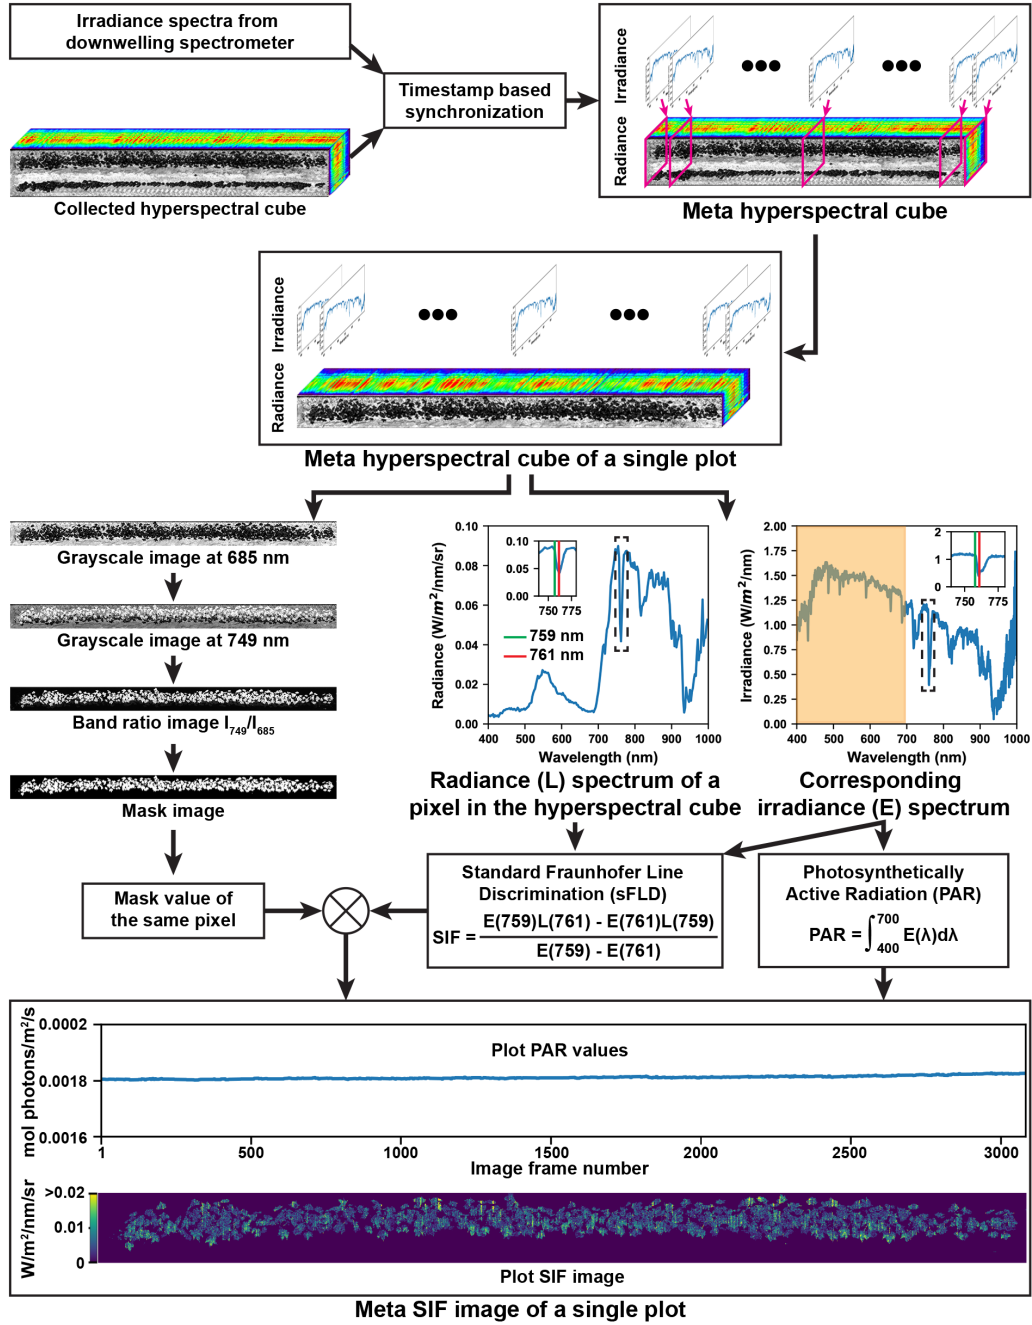 Irradiance spectra from
downwelling spectrometer
Timestamp based
synchronization
Collected hyperspectral cube
Irradiance
Radiance
Meta hyperspectral cube
Irradiance
Radiance
Meta hyperspectral cube of a single plot
Grayscale image at 685 nm
Grayscale image at 749 nm
Band ratio image I749/I685
Mask image
Radiance (W/m²/nm/sr)
0.10
0.08
0.06
0.04
0.02
0.00
0.10
0.05
0.00
750 775
759 nm
761 nm
400 500 600 700 800 900 1000
Wavelength (nm)
Radiance (L) spectrum of a
pixel in the hyperspectral cube
Irradiance (W/m²/nm)
2.00
1.75
1.50
1.25
1.00
0.75
0.50
0.25
0.00
2
1
0
750 775
400 500 600 700 800 900 1000
Wavelength (nm)
Corresponding
irradiance (E) spectrum
Mask value of
the same pixel
Standard Fraunhofer Line
Discrimination (sFLD)
SIF = E(759)L(761) - E(761)L(759)
E(759) - E(761)
Photosynthetically
Active Radiation (PAR)
PAR = ∫ 700 400 E(λ)dλ
mol photons/m²/s
0.0002
0.0018
0.0016
Plot PAR values
1 500 1000 1500 2000 2500 3000
Image frame number
W/m²/nm/sr
>0.02
0.01
0
Plot SIF image
Meta SIF image of a single plot